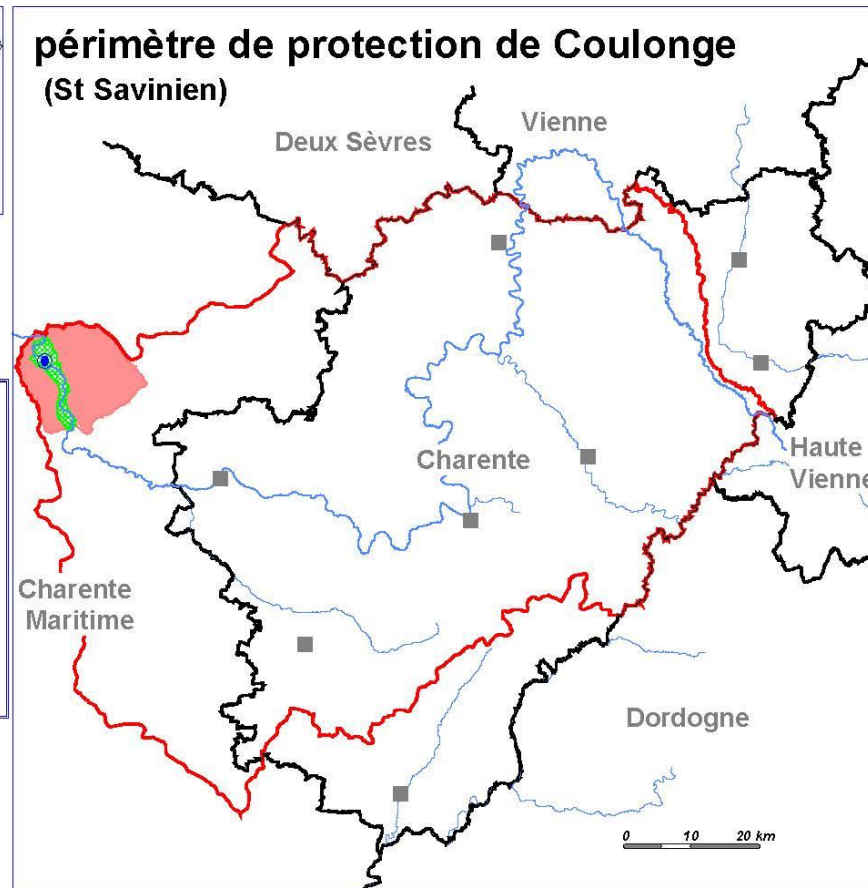 périmètre de protection de Coulonge
(St Savinien)
Vienne
Deux Sèvres
Charente
Haute
Vienne
Charente
Maritime
Dordogne
0 10 20 km